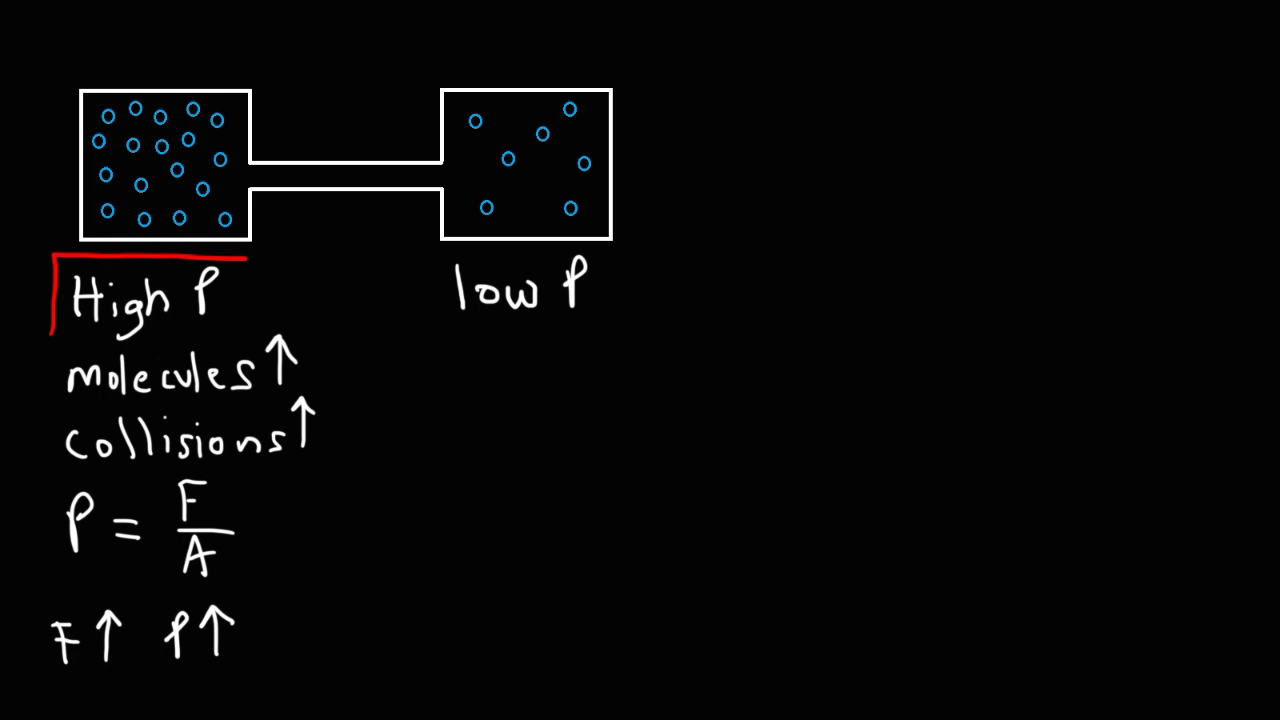 High P
low P
molecules↑
collisions↑
P = F/A
F↑ P↑